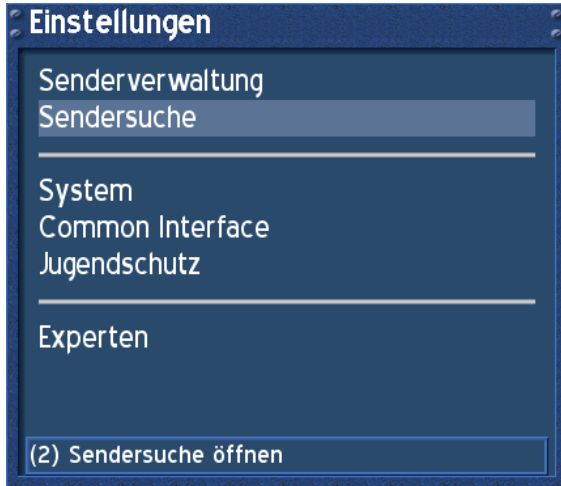 Einstellungen
Senderverwaltung
Sendersuche
System
Common Interface
Jugendschutz
Experten
(2) Sendersuche öffnen